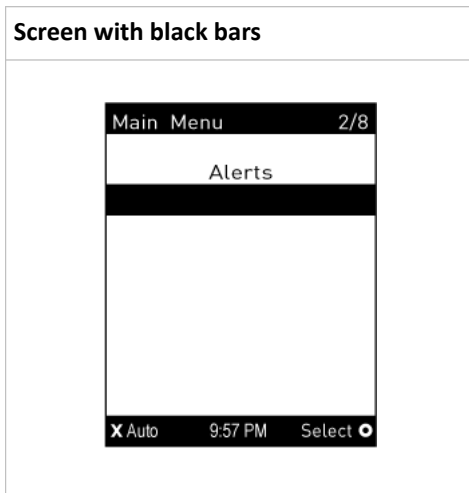 Screen with black bars
Main Menu 2/8
Alerts
X Auto 9:57 PM Select O